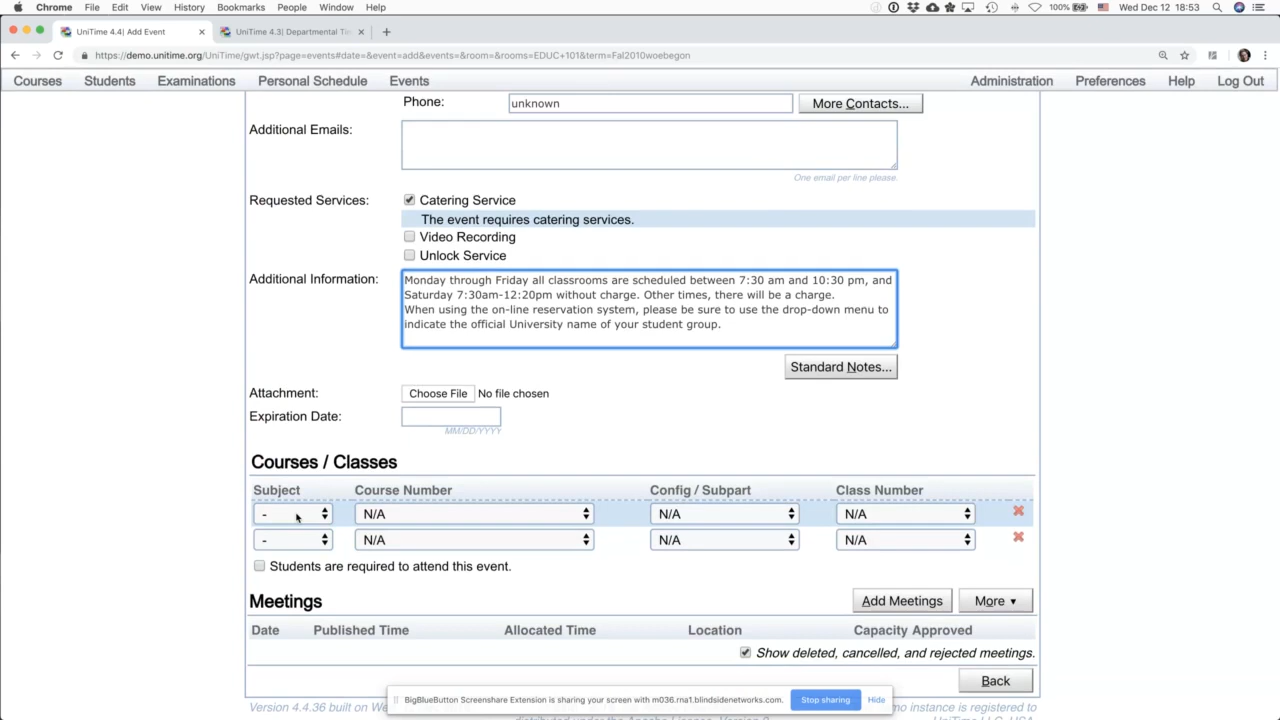 Chrome File Edit View History Bookmarks People Window Help 100% Wed Dec 12 18:53
UniTime 4.4| Add Event × UniTime 4.3| Departmental Ti × +
https://demo.unitime.org/UniTime/gwt.jsp?page=events#date=&event=add&events=&room=&rooms=EDUC+101&term=Fal2010woebegon
Courses Students Examinations Personal Schedule Events Administration Preferences Help Log Out
Phone: unknown More Contacts...
Additional Emails:
One email per line please.
Requested Services: Catering Service
The event requires catering services.
Video Recording
Unlock Service
Additional Information: Monday through Friday all classrooms are scheduled between 7:30 am and 10:30 pm, and
Saturday 7:30am-12:20pm without charge. Other times, there will be a charge.
When using the on-line reservation system, please be sure to use the drop-down menu to
indicate the official University name of your student group.
Standard Notes...
Attachment: Choose File No file chosen
Expiration Date:
MM/DD/YYYY
Courses / Classes
Subject Course Number Config / Subpart Class Number
- N/A N/A N/A
- N/A N/A N/A
Students are required to attend this event.
Meetings Add Meetings More ▾
Date Published Time Allocated Time Location Capacity Approved
Show deleted, cancelled, and rejected meetings.
Back
BigBlueButton Screenshare Extension is sharing your screen with m036.rna1.blindsidenetworks.com. Stop sharing Hide
Version 4.4.36 built on instance is registered to